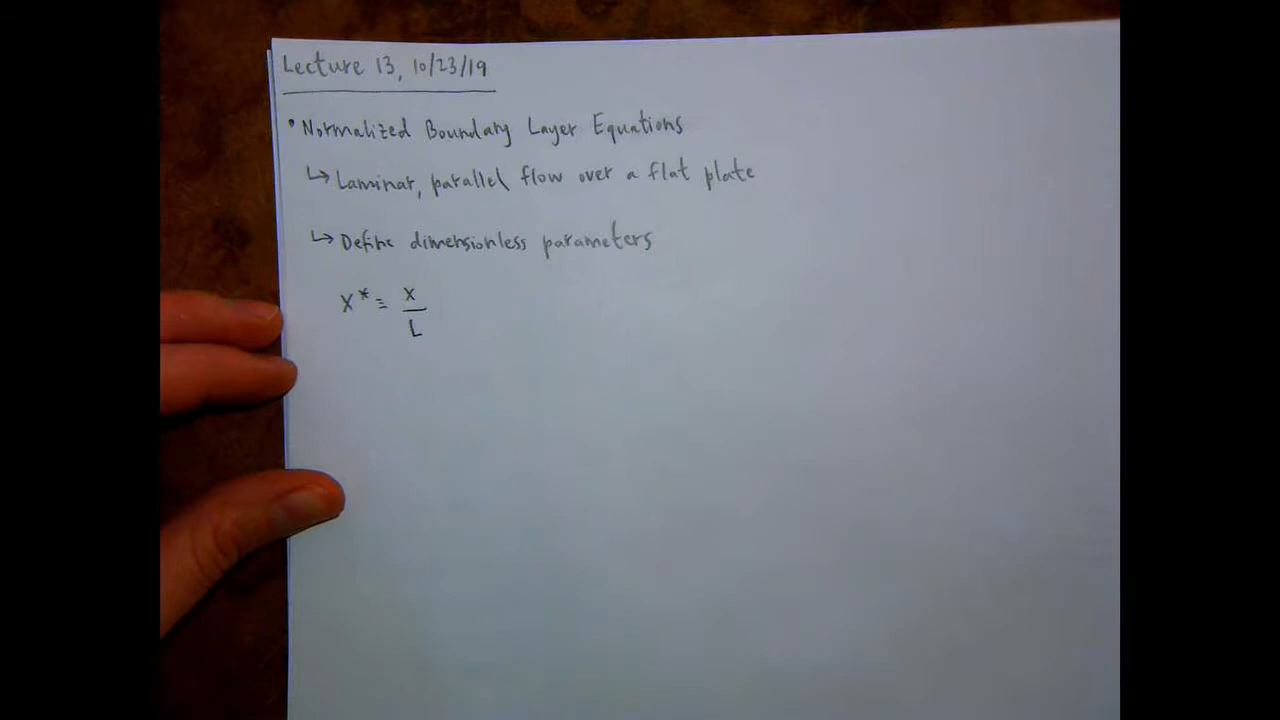 Lecture 13, 10/23/19
• Normalized Boundary Layer Equations
↳ Laminar, parallel flow over a flat plate
↳ Define dimensionless parameters
X* ≡ x/L